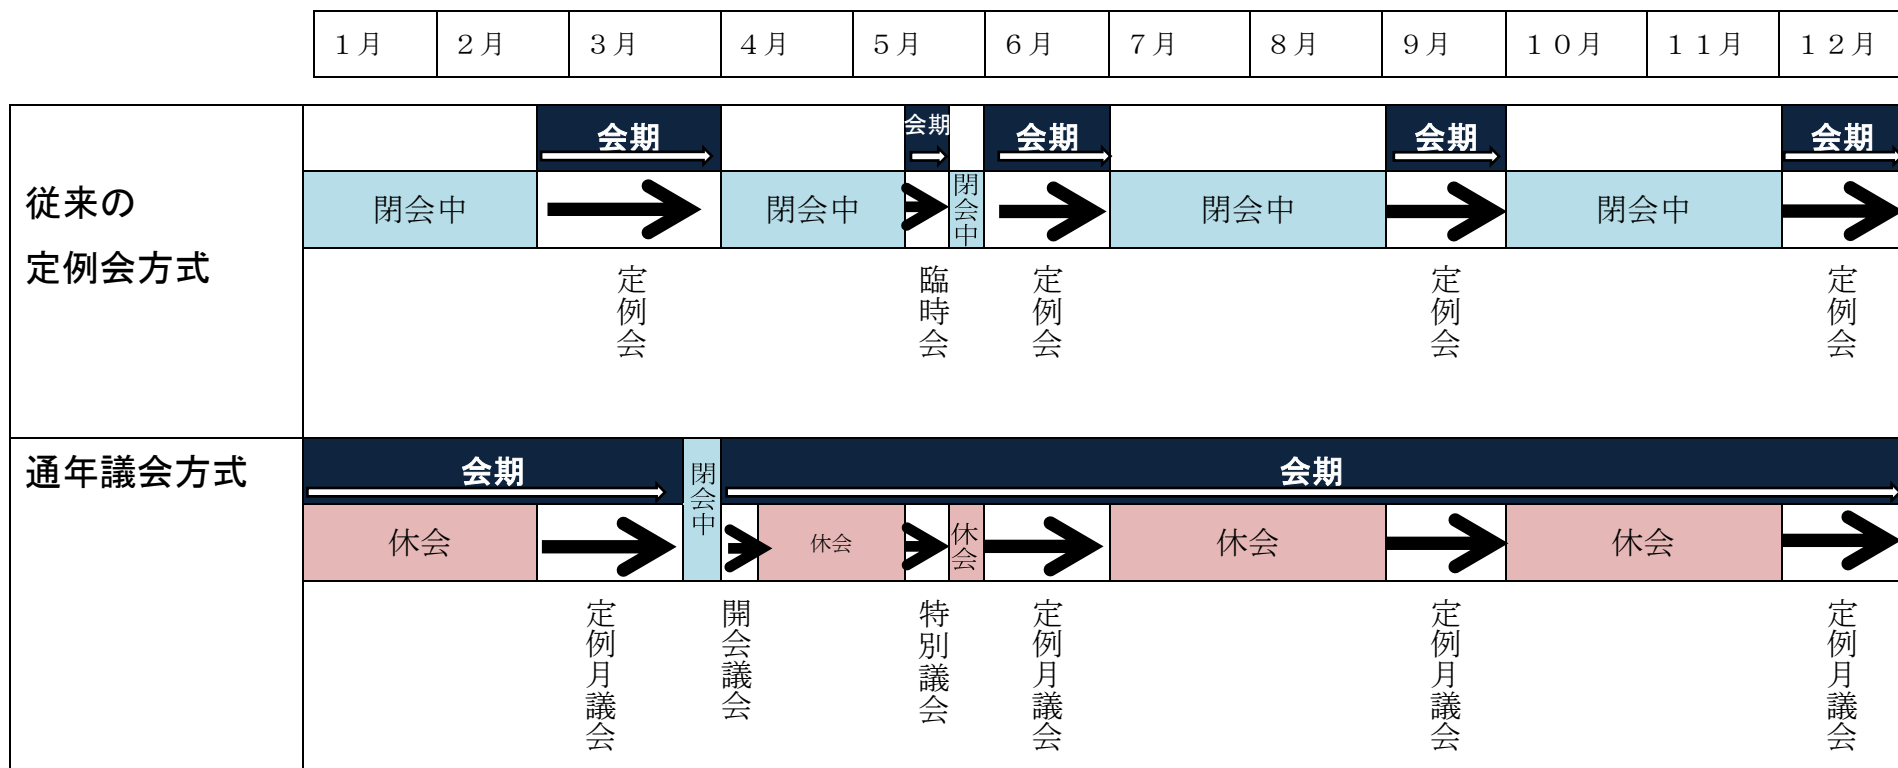 １月 ２月 ３月 ４月 ５月 ６月 ７月 ８月 ９月 １０月 １１月 １２月
従来の
定例会方式
会期 会期 会期 会期 会期
閉会中 閉会中 閉会中 閉会中 閉会中
定例会 臨時会 定例会 定例会 定例会
通年議会方式
会期 閉会中 会期
休会 休会 休会 休会 休会
定例月議会 開会議会 特別議会 定例月議会 定例月議会 定例月議会